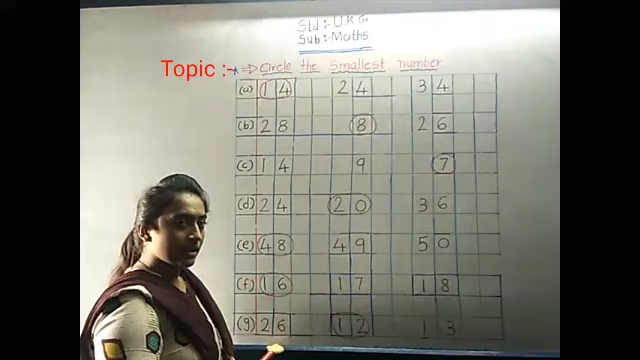 Std :- U K G.
Sub :- Maths
Topic :- ⇒ Circle the smallest number
(a) 14 24 34
(b) 28 8 26
(c) 14 9 7
(d) 24 20 36
(e) 48 49 50
(f) 16 17 18
(g) 26 12 13